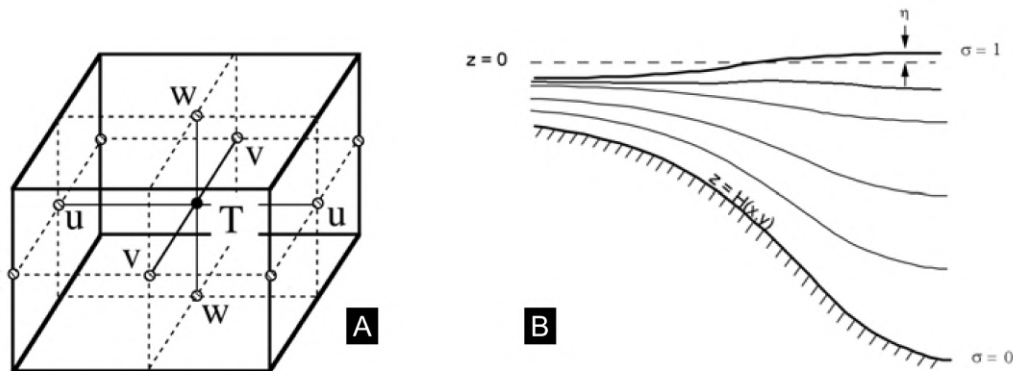 W
V
u
T
u
V
W
A
η
z=0
σ = 1
z=H(x,y)
B
σ = 0